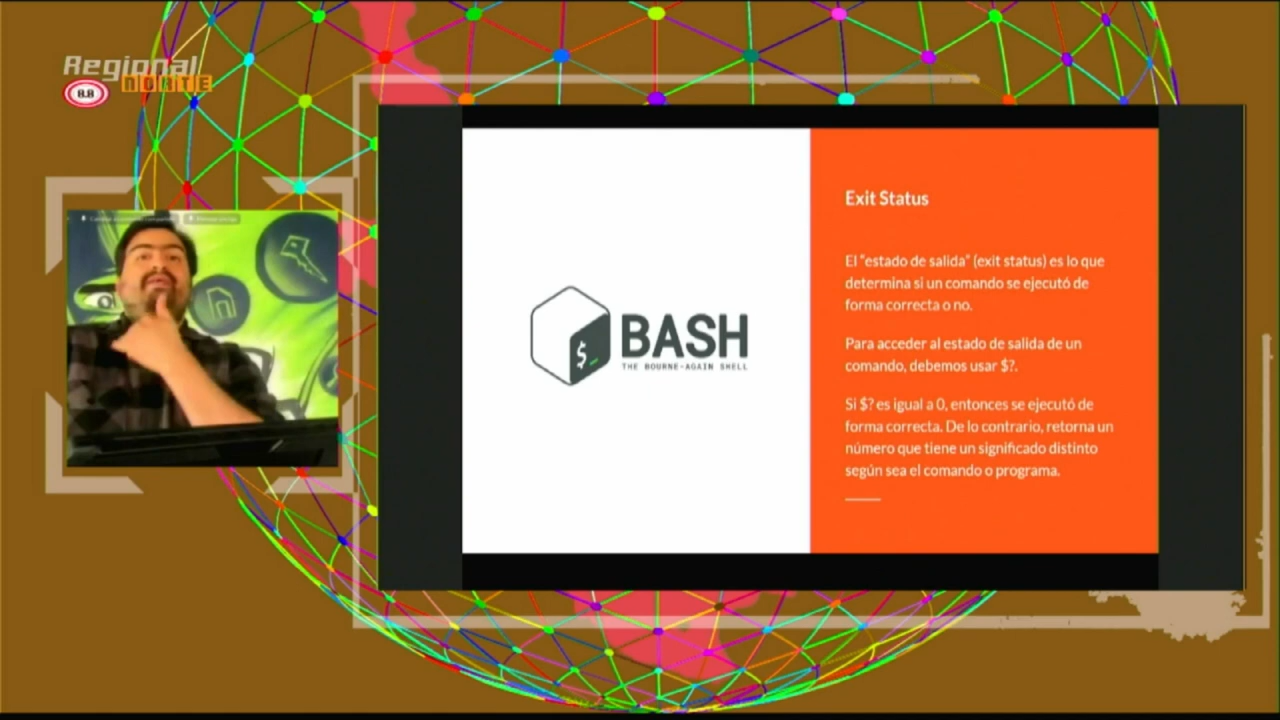 Regional
NORTE
8.8
BASH
THE BOURNE-AGAIN SHELL
Exit Status
El "estado de salida" (exit status) es lo que
determina si un comando se ejecutó de
forma correcta o no.
Para acceder al estado de salida de un
comando, debemos usar $?.
Si $? es igual a 0, entonces se ejecutó de
forma correcta. De lo contrario, retorna un
número que tiene un significado distinto
según sea el comando o programa.